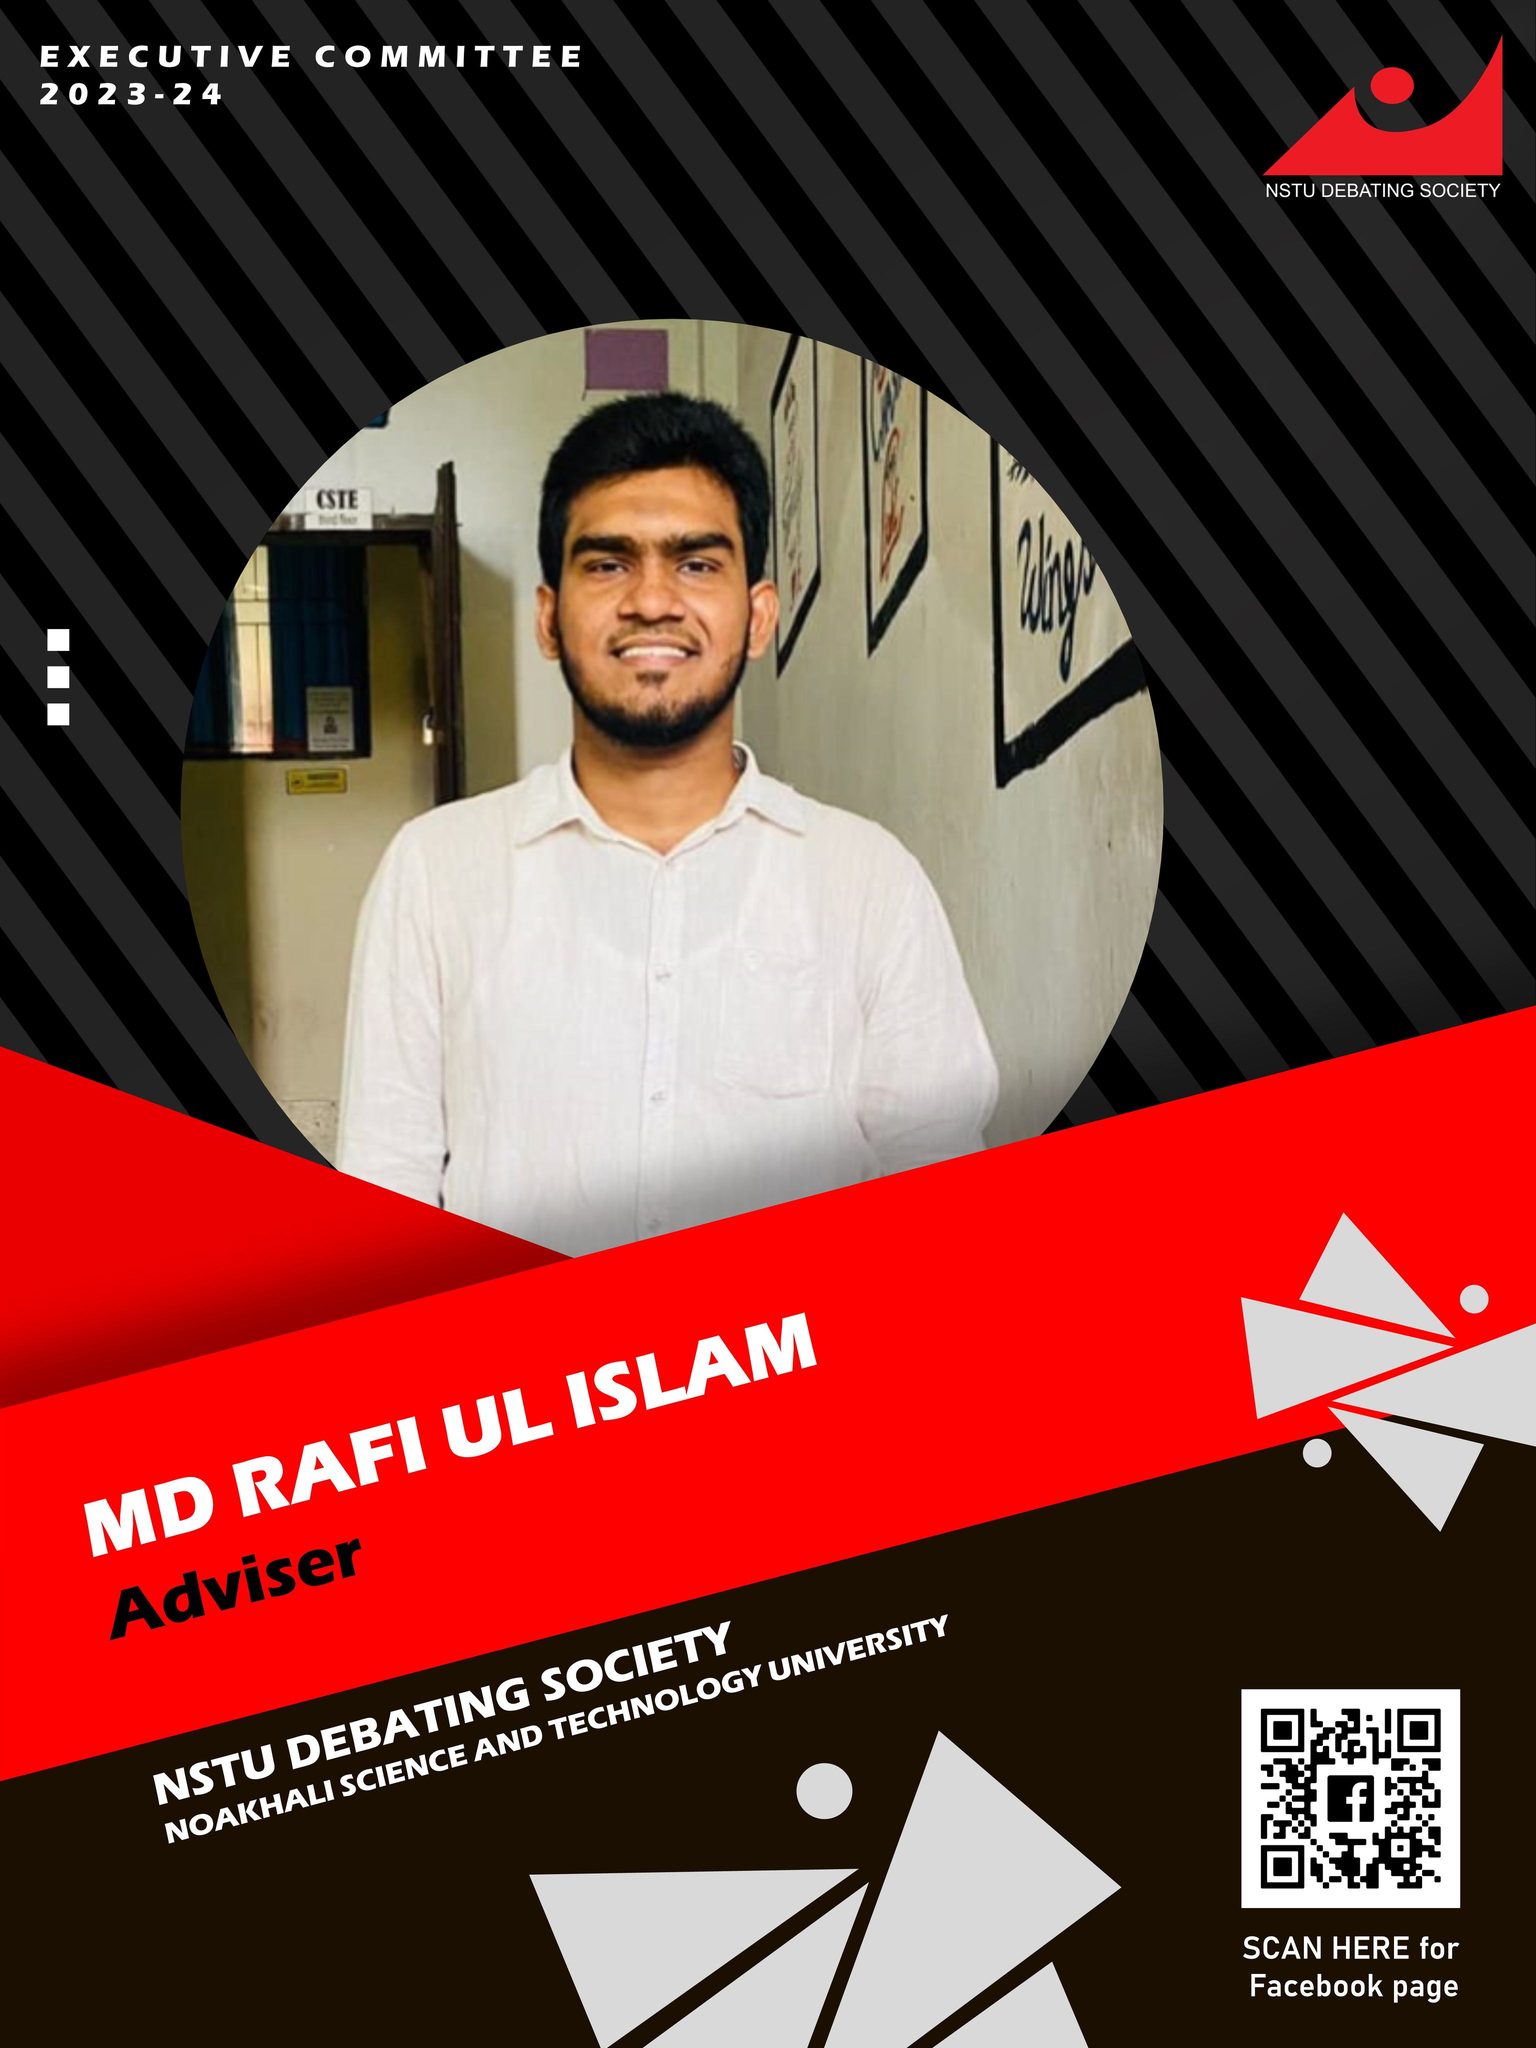 EXECUTIVE COMMITTEE
2023-24
NSTU DEBATING SOCIETY
CSTE
Wings
MD RAFI UL ISLAM
Adviser
NSTU DEBATING SOCIETY
NOAKHALI SCIENCE AND TECHNOLOGY UNIVERSITY
SCAN HERE for
Facebook page